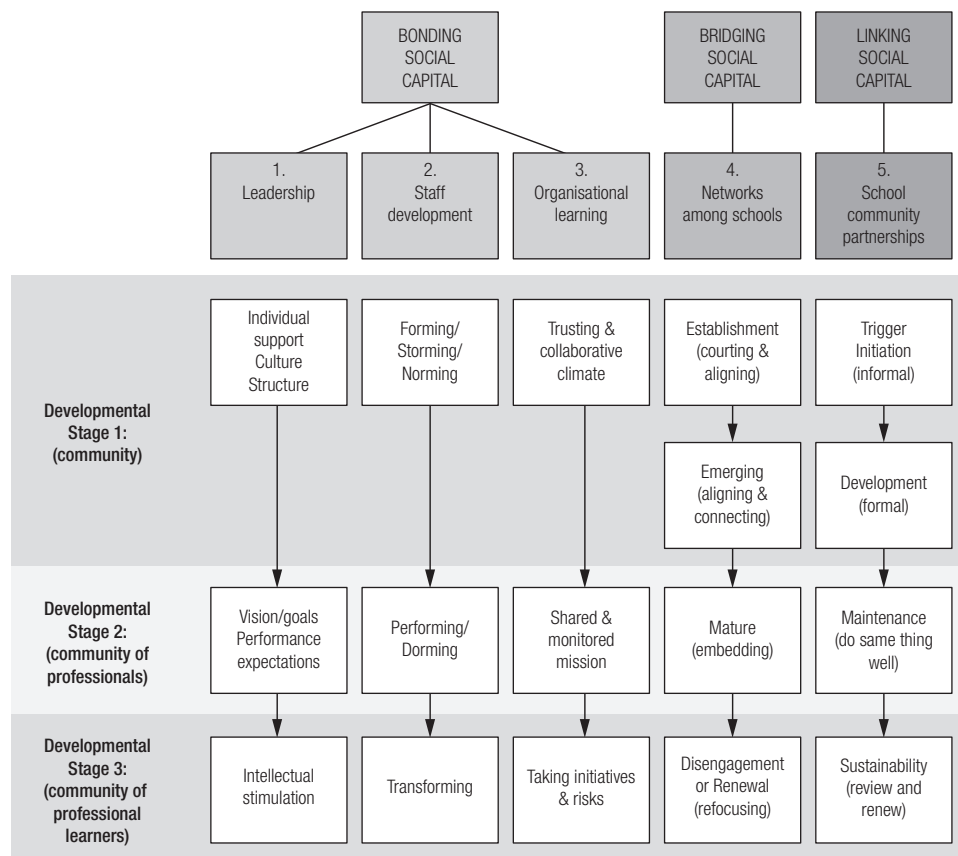 BONDING
SOCIAL
CAPITAL
BRIDGING
SOCIAL
CAPITAL
LINKING
SOCIAL
CAPITAL
1.
Leadership
2.
Staff
development
3.
Organisational
learning
4.
Networks
among schools
5.
School
community
partnerships
Developmental
Stage 1:
(community)
Individual
support
Culture
Structure
Forming/
Storming/
Norming
Trusting &
collaborative
climate
Establishment
(courting &
aligning)
Trigger
Initiation
(informal)
Emerging
(aligning &
connecting)
Development
(formal)
Developmental
Stage 2:
(community of
professionals)
Vision/goals
Performance
expectations
Performing/
Dorming
Shared &
monitored
mission
Mature
(embedding)
Maintenance
(do same thing
well)
Developmental
Stage 3:
(community of
professional
learners)
Intellectual
stimulation
Transforming
Taking initiatives
& risks
Disengagement
or Renewal
(refocusing)
Sustainability
(review and
renew)